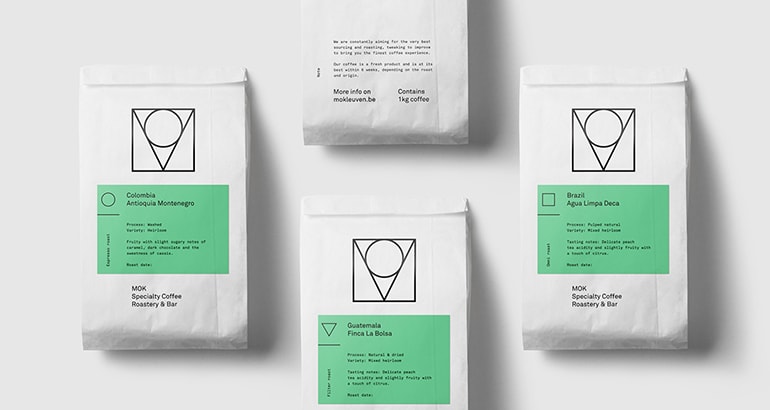 We are constantly aiming for the very best
sourcing and roasting, tweaking to improve
to bring you the finest coffee experience.
Our coffee is a fresh product and is at its
best within 6 weeks, depending on the roast
and origin.
Note
More info on
mokleuven.be
Contains
1kg coffee
Colombia
Antioquia Montenegro
Process: Washed
Variety: Heirloom
Fruity with slight sugary notes of
caramel, dark chocolate and the
sweetness of cassis.
Roast date:
Espresso roast
MOK
Specialty Coffee
Roastery & Bar
Guatemala
Finca La Bolsa
Process: Natural & dried
Variety: Mixed heirloom
Tasting notes: Delicate peach
tea acidity and slightly fruity with
a touch of citrus.
Roast date:
Filter roast
Brazil
Agua Limpa Deca
Process: Pulped natural
Variety: Mixed heirloom
Tasting notes: Delicate peach
tea acidity and slightly fruity with
a touch of citrus.
Roast date:
Omni roast
MOK
Specialty Coffee
Roastery & Bar